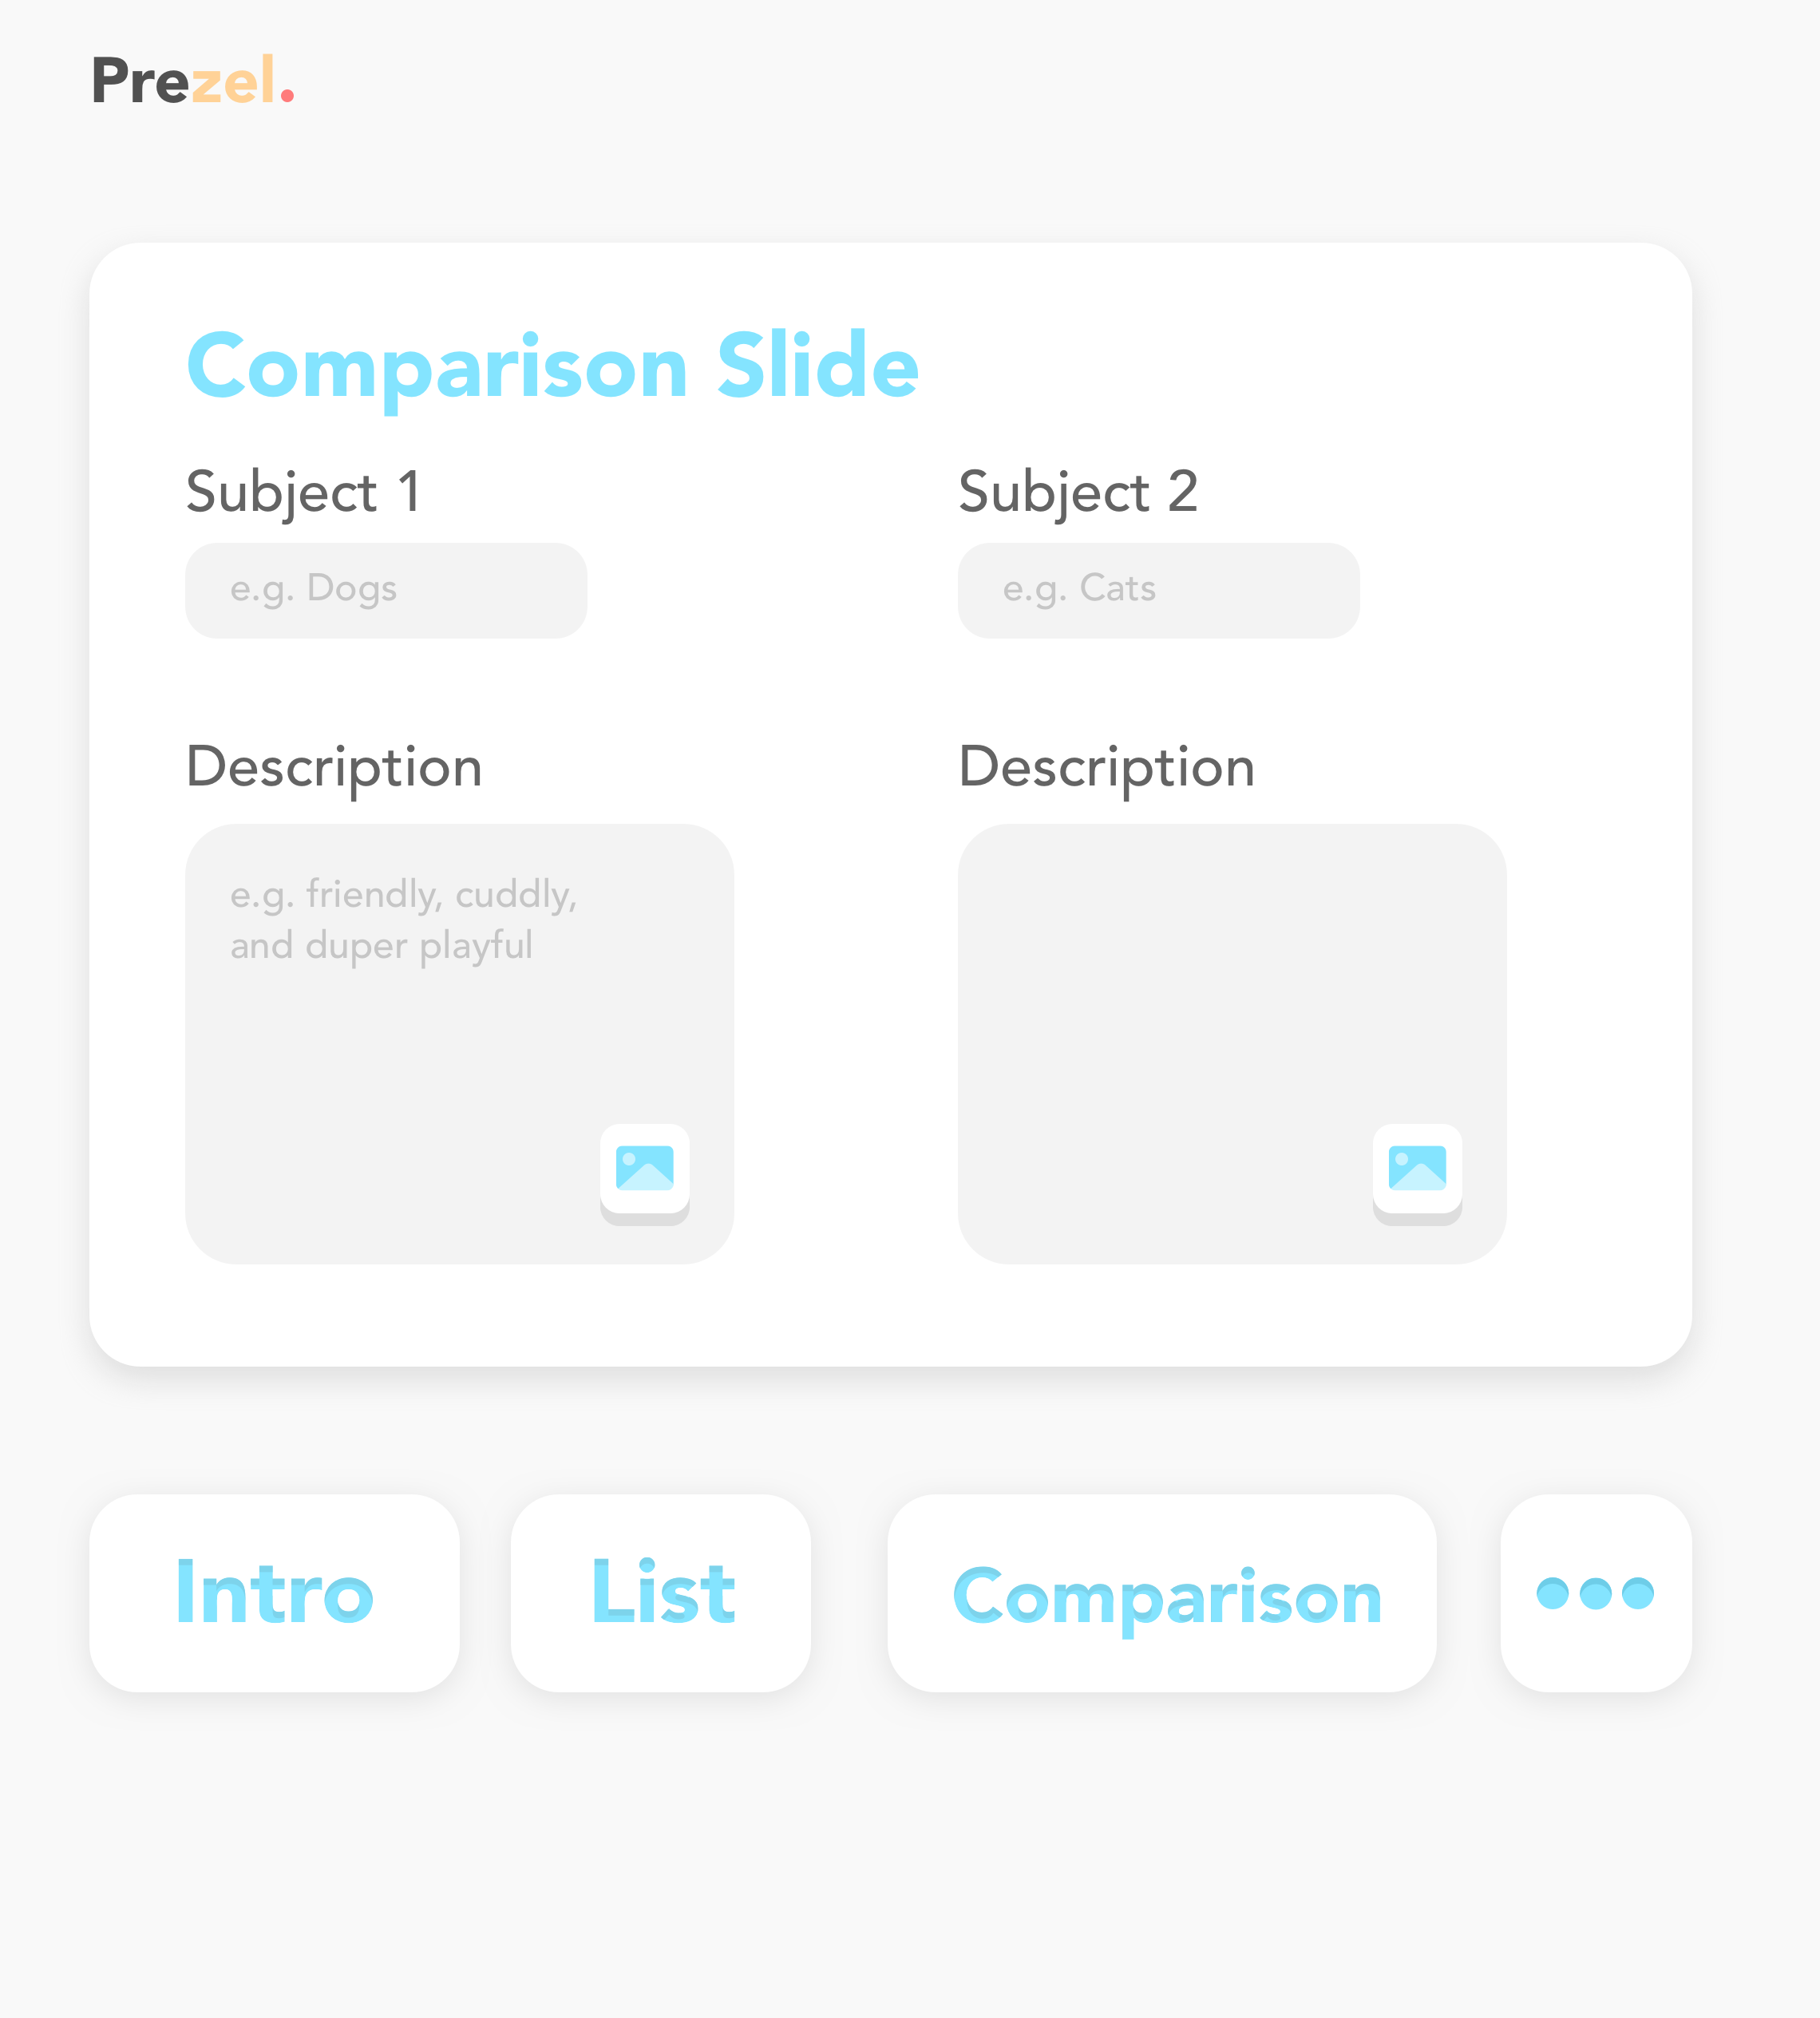 Prezel.
Comparison Slide
Subject 1
e.g. Dogs
Subject 2
e.g. Cats
Description
e.g. friendly, cuddly,
and duper playful
Description
Intro
List
Comparison